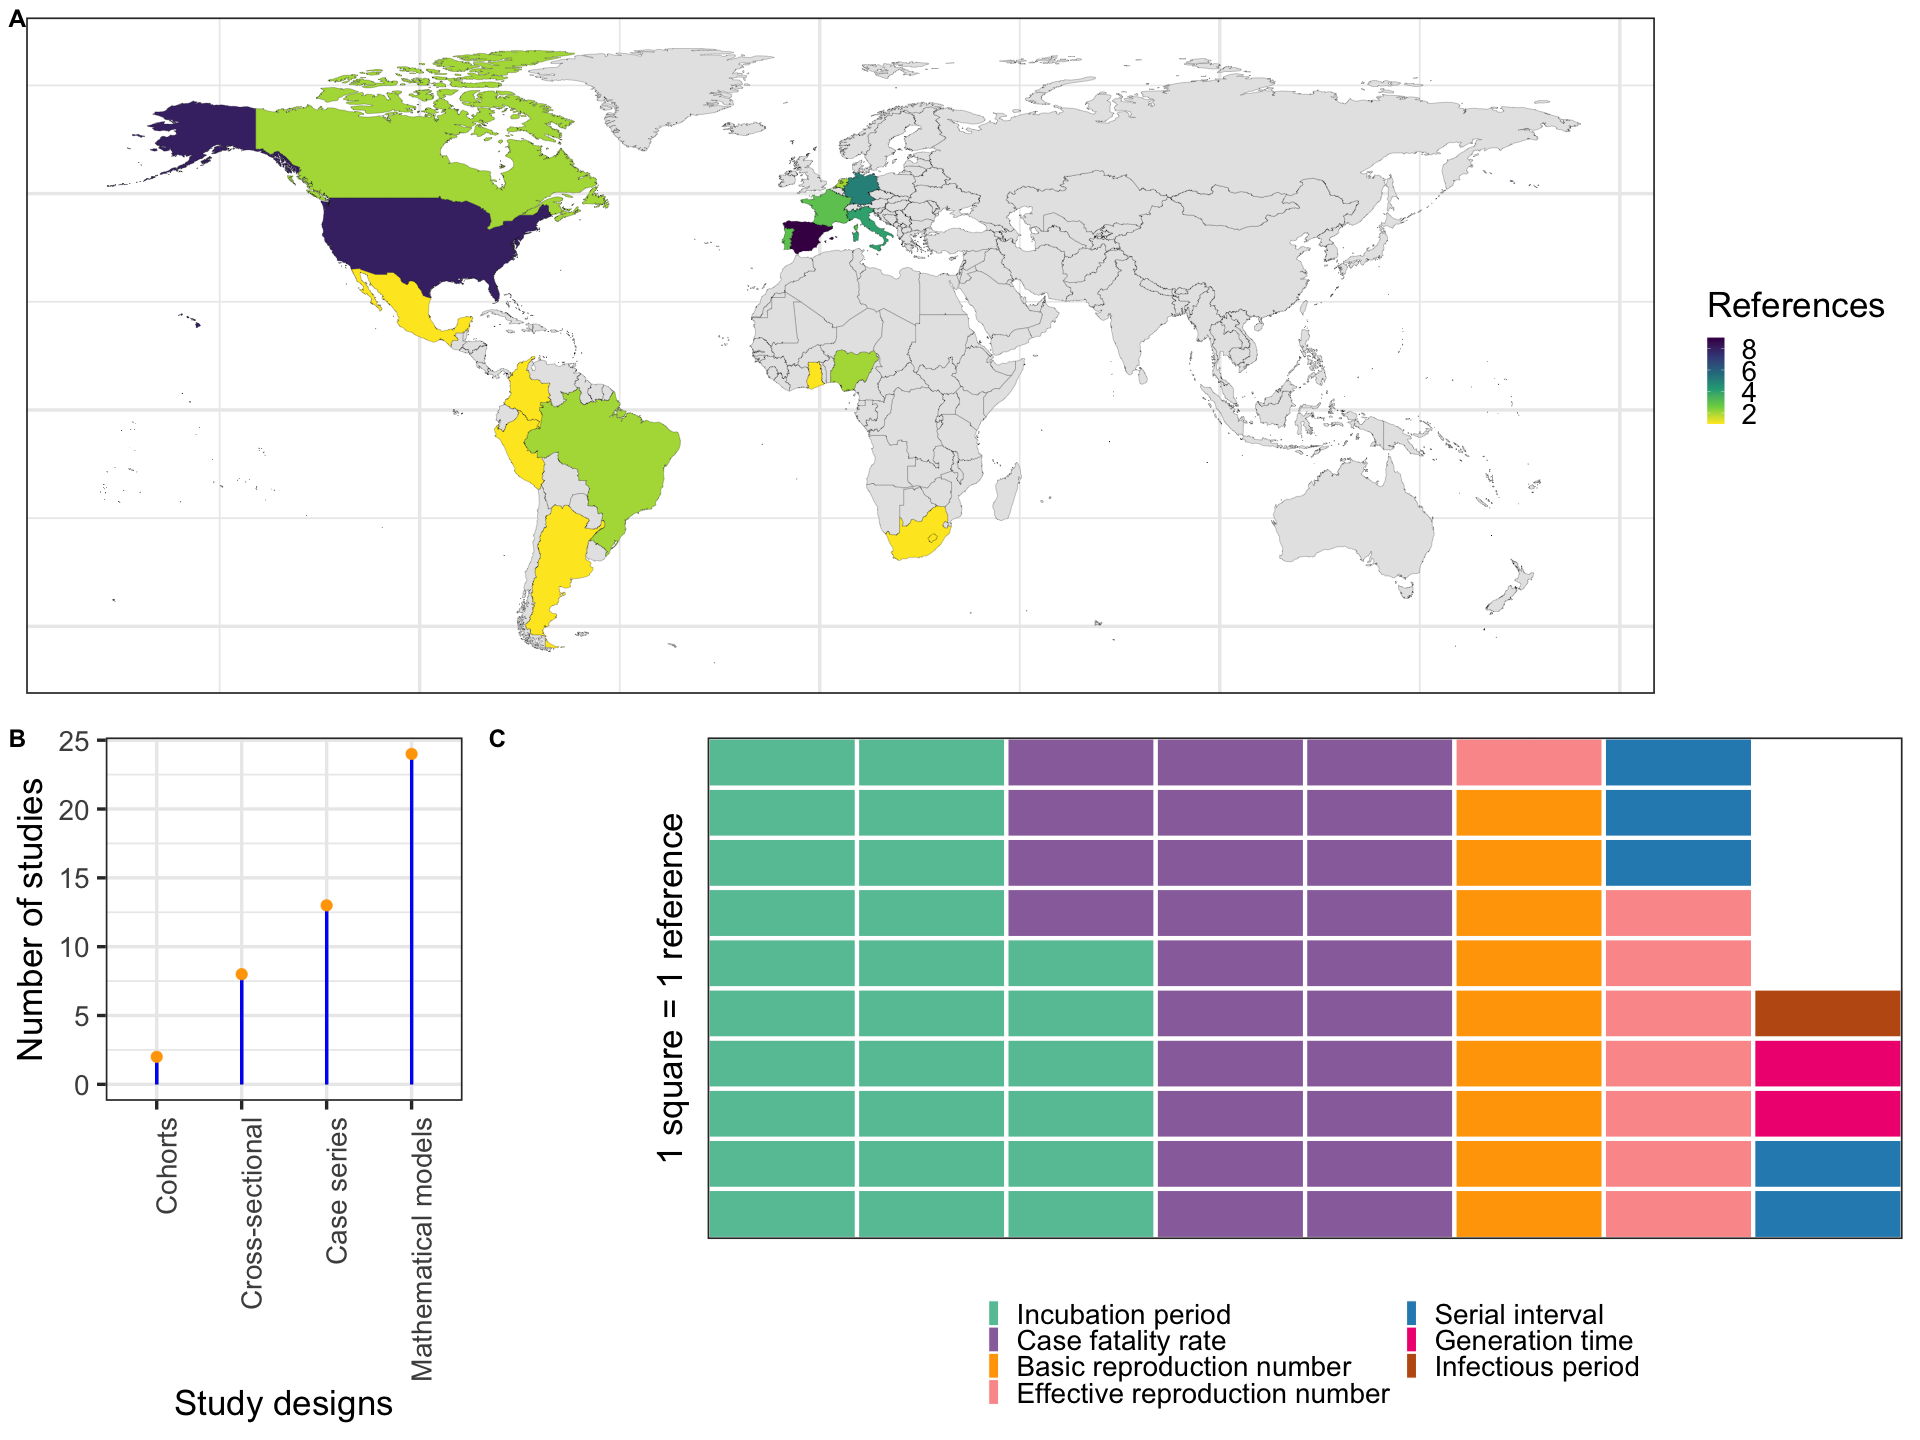 A
References
8
6
4
2
B
25
20
15
10
5
0
Number of studies
Cohorts
Cross-sectional
Case series
Mathematical models
Study designs
C
1 square = 1 reference
Incubation period
Case fatality rate
Basic reproduction number
Effective reproduction number
Serial interval
Generation time
Infectious period